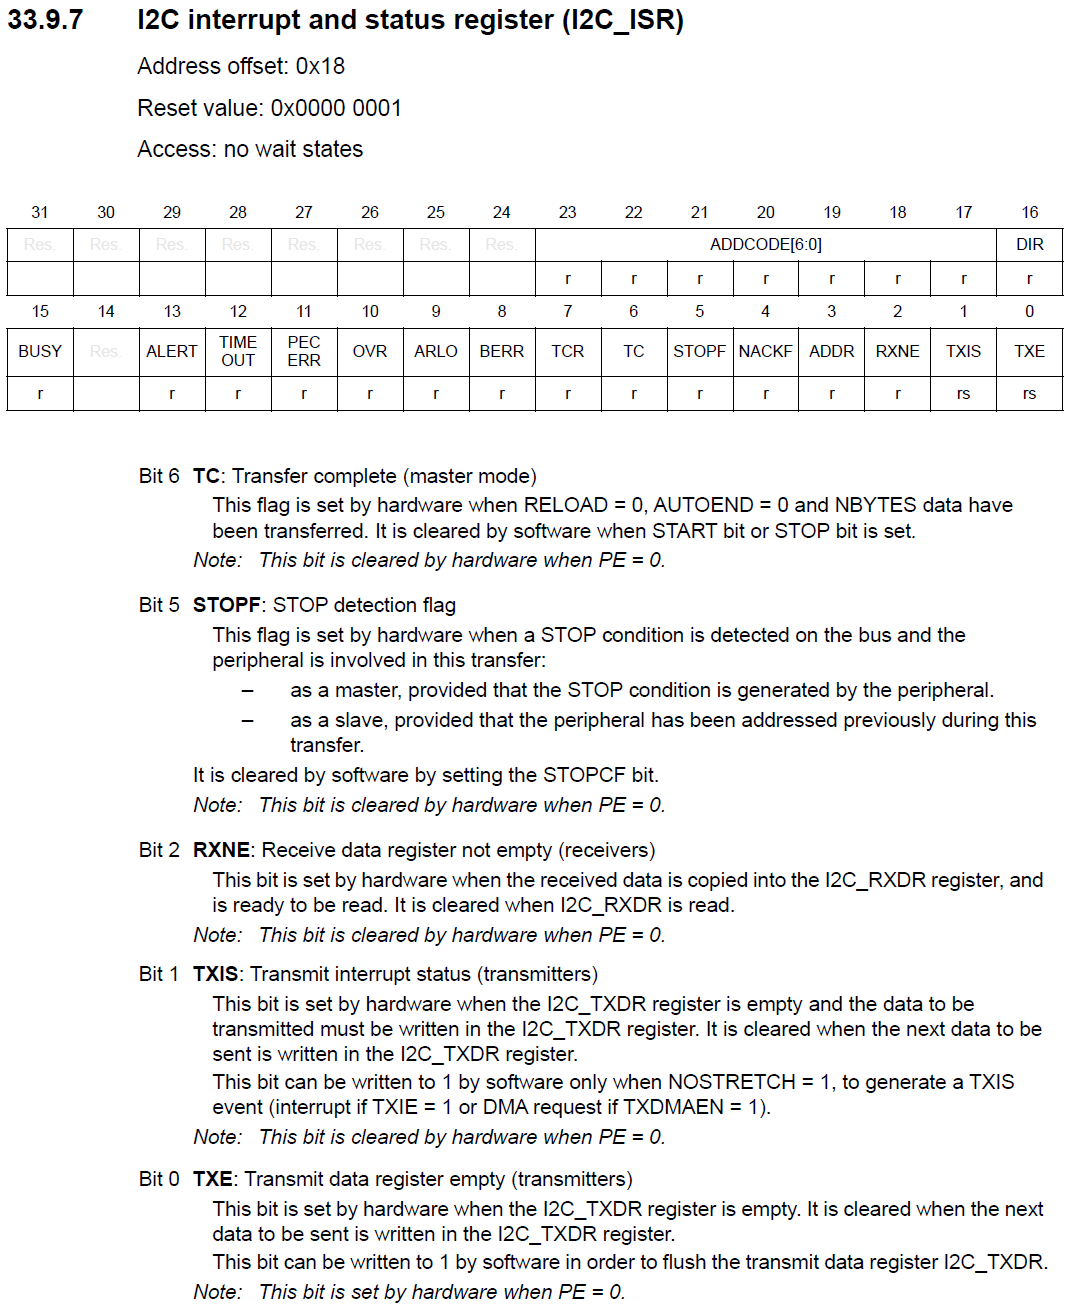 33.9.7 I2C interrupt and status register (I2C_ISR)
Address offset: 0x18
Reset value: 0x0000 0001
Access: no wait states
31 30 29 28 27 26 25 24 23 22 21 20 19 18 17 16
Res. Res. Res. Res. Res. Res. Res. Res. ADDCODE[6:0] DIR
r r r r r r r r
15 14 13 12 11 10 9 8 7 6 5 4 3 2 1 0
BUSY Res. ALERT TIME OUT PEC ERR OVR ARLO BERR TCR TC STOPF NACKF ADDR RXNE TXIS TXE
r r r r r r r r r r r r r rs rs
Bit 6 TC: Transfer complete (master mode)
This flag is set by hardware when RELOAD = 0, AUTOEND = 0 and NBYTES data have
been transferred. It is cleared by software when START bit or STOP bit is set.
Note: This bit is cleared by hardware when PE = 0.
Bit 5 STOPF: STOP detection flag
This flag is set by hardware when a STOP condition is detected on the bus and the
peripheral is involved in this transfer:
– as a master, provided that the STOP condition is generated by the peripheral.
– as a slave, provided that the peripheral has been addressed previously during this
transfer.
It is cleared by software by setting the STOPCF bit.
Note: This bit is cleared by hardware when PE = 0.
Bit 2 RXNE: Receive data register not empty (receivers)
This bit is set by hardware when the received data is copied into the I2C_RXDR register, and
is ready to be read. It is cleared when I2C_RXDR is read.
Note: This bit is cleared by hardware when PE = 0.
Bit 1 TXIS: Transmit interrupt status (transmitters)
This bit is set by hardware when the I2C_TXDR register is empty and the data to be
transmitted must be written in the I2C_TXDR register. It is cleared when the next data to be
sent is written in the I2C_TXDR register.
This bit can be written to 1 by software only when NOSTRETCH = 1, to generate a TXIS
event (interrupt if TXIE = 1 or DMA request if TXDMAEN = 1).
Note: This bit is cleared by hardware when PE = 0.
Bit 0 TXE: Transmit data register empty (transmitters)
This bit is set by hardware when the I2C_TXDR register is empty. It is cleared when the next
data to be sent is written in the I2C_TXDR register.
This bit can be written to 1 by software in order to flush the transmit data register I2C_TXDR.
Note: This bit is set by hardware when PE = 0.